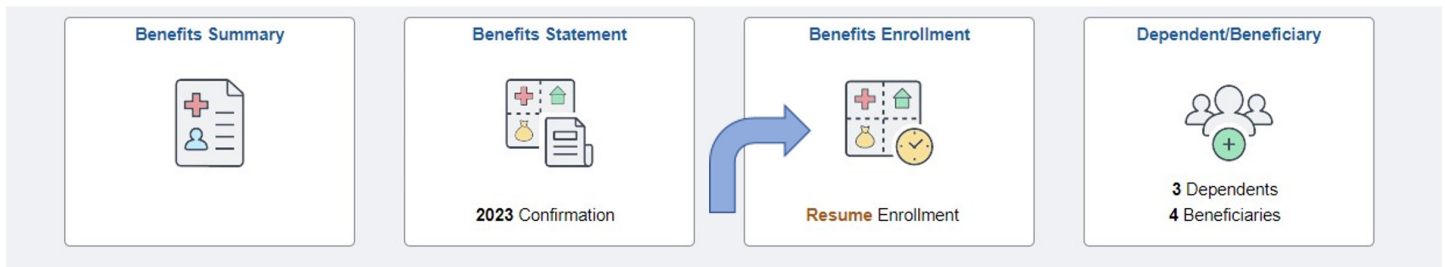 Benefits Summary
Benefits Statement
2023 Confirmation
Benefits Enrollment
Resume Enrollment
Dependent/Beneficiary
3 Dependents
4 Beneficiaries